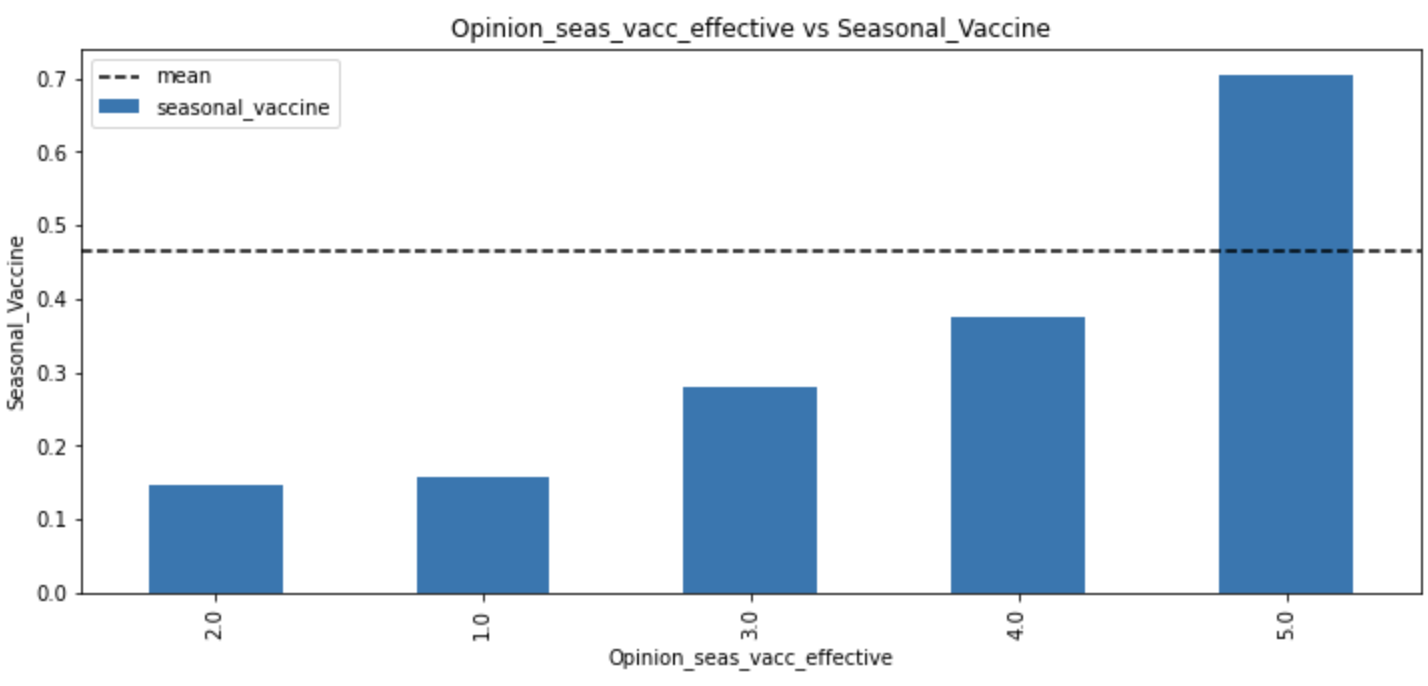 Opinion_seas_vacc_effective vs Seasonal_Vaccine
mean
seasonal_vaccine
Seasonal_Vaccine
0.7
0.6
0.5
0.4
0.3
0.2
0.1
0.0
2.0
1.0
3.0
4.0
5.0
Opinion_seas_vacc_effective